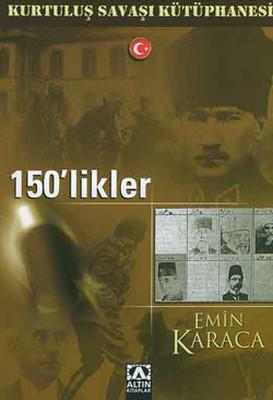 KURTULUŞ SAVAŞI KÜTÜPHANESİ
150'likler
EMİN
KARACA
ALTIN
KİTAPLAR